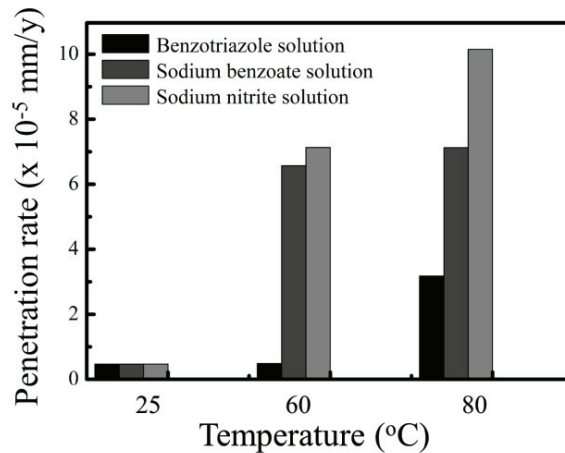 Benzotriazole solution
Sodium benzoate solution
Sodium nitrite solution
Penetration rate (x 10⁻⁵ mm/y)
10
8
6
4
2
0
25 60 80
Temperature (°C)